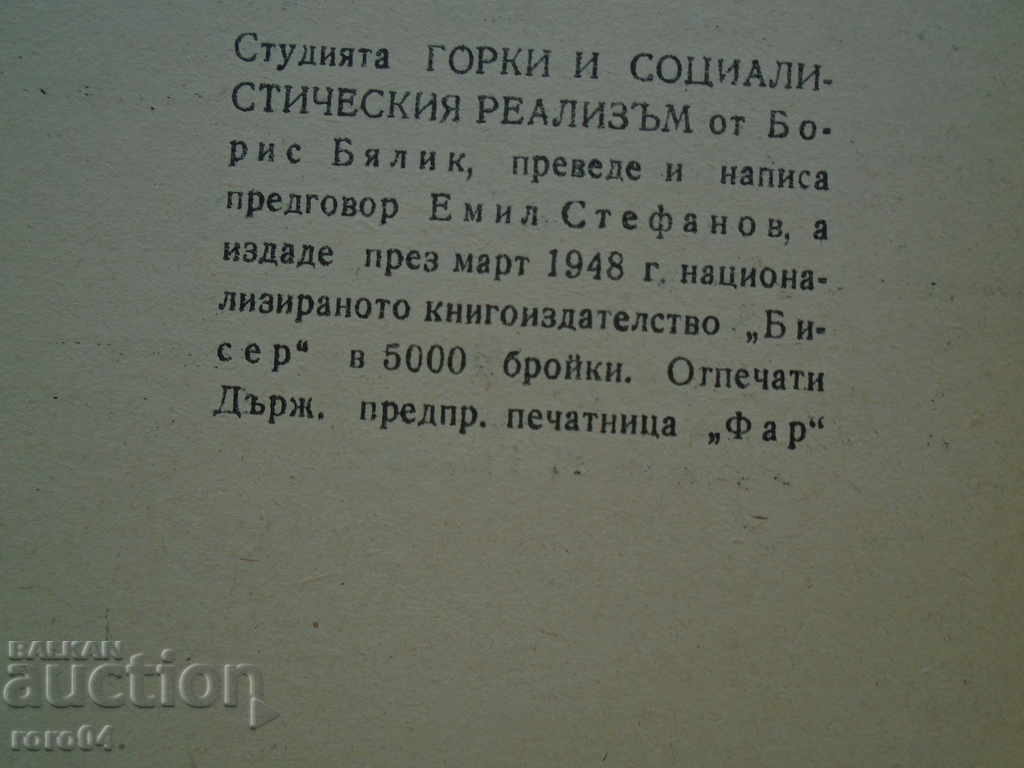 Студията ГОРКИ И СОЦИАЛИ-
СТИЧЕСКИЯ РЕАЛИЗЪМ от Бо-
рис Бялик, преведе и написа
предговор Емил Стефанов, а
издаде през март 1948 г. национа-
лизираното книгоиздателство „Би-
сер“ в 5000 бройки. Отпечати
Държ. предпр. печатница „Фар“
BALKAN
auction
roro04.